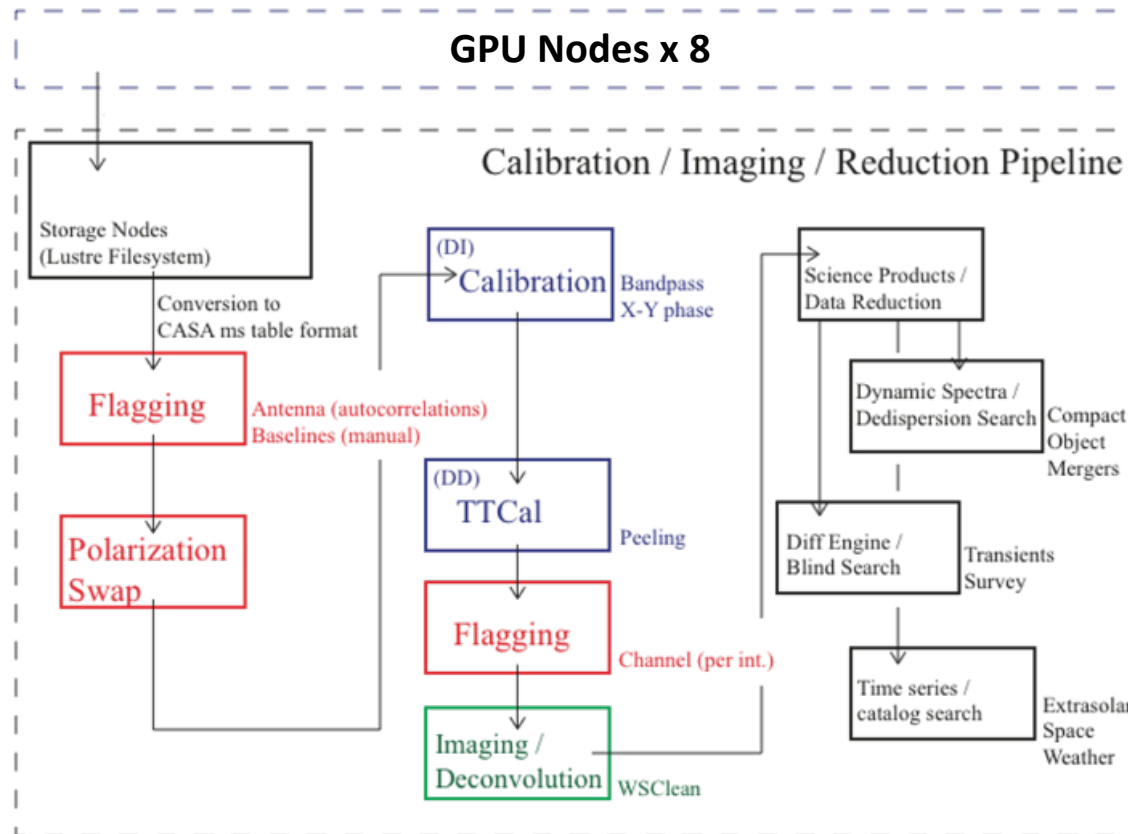 GPU Nodes x 8
Calibration / Imaging / Reduction Pipeline
Storage Nodes
(Lustre Filesystem)
Conversion to
CASA ms table format
Flagging
Antenna (autocorrelations)
Baselines (manual)
Polarization
Swap
(DI)
Calibration
Bandpass
X-Y phase
(DD)
TTCal
Peeling
Flagging
Channel (per int.)
Imaging /
Deconvolution
WSClean
Science Products /
Data Reduction
Dynamic Spectra /
Dedispersion Search
Compact
Object
Mergers
Diff Engine /
Blind Search
Transients
Survey
Time series /
catalog search
Extrasolar
Space
Weather